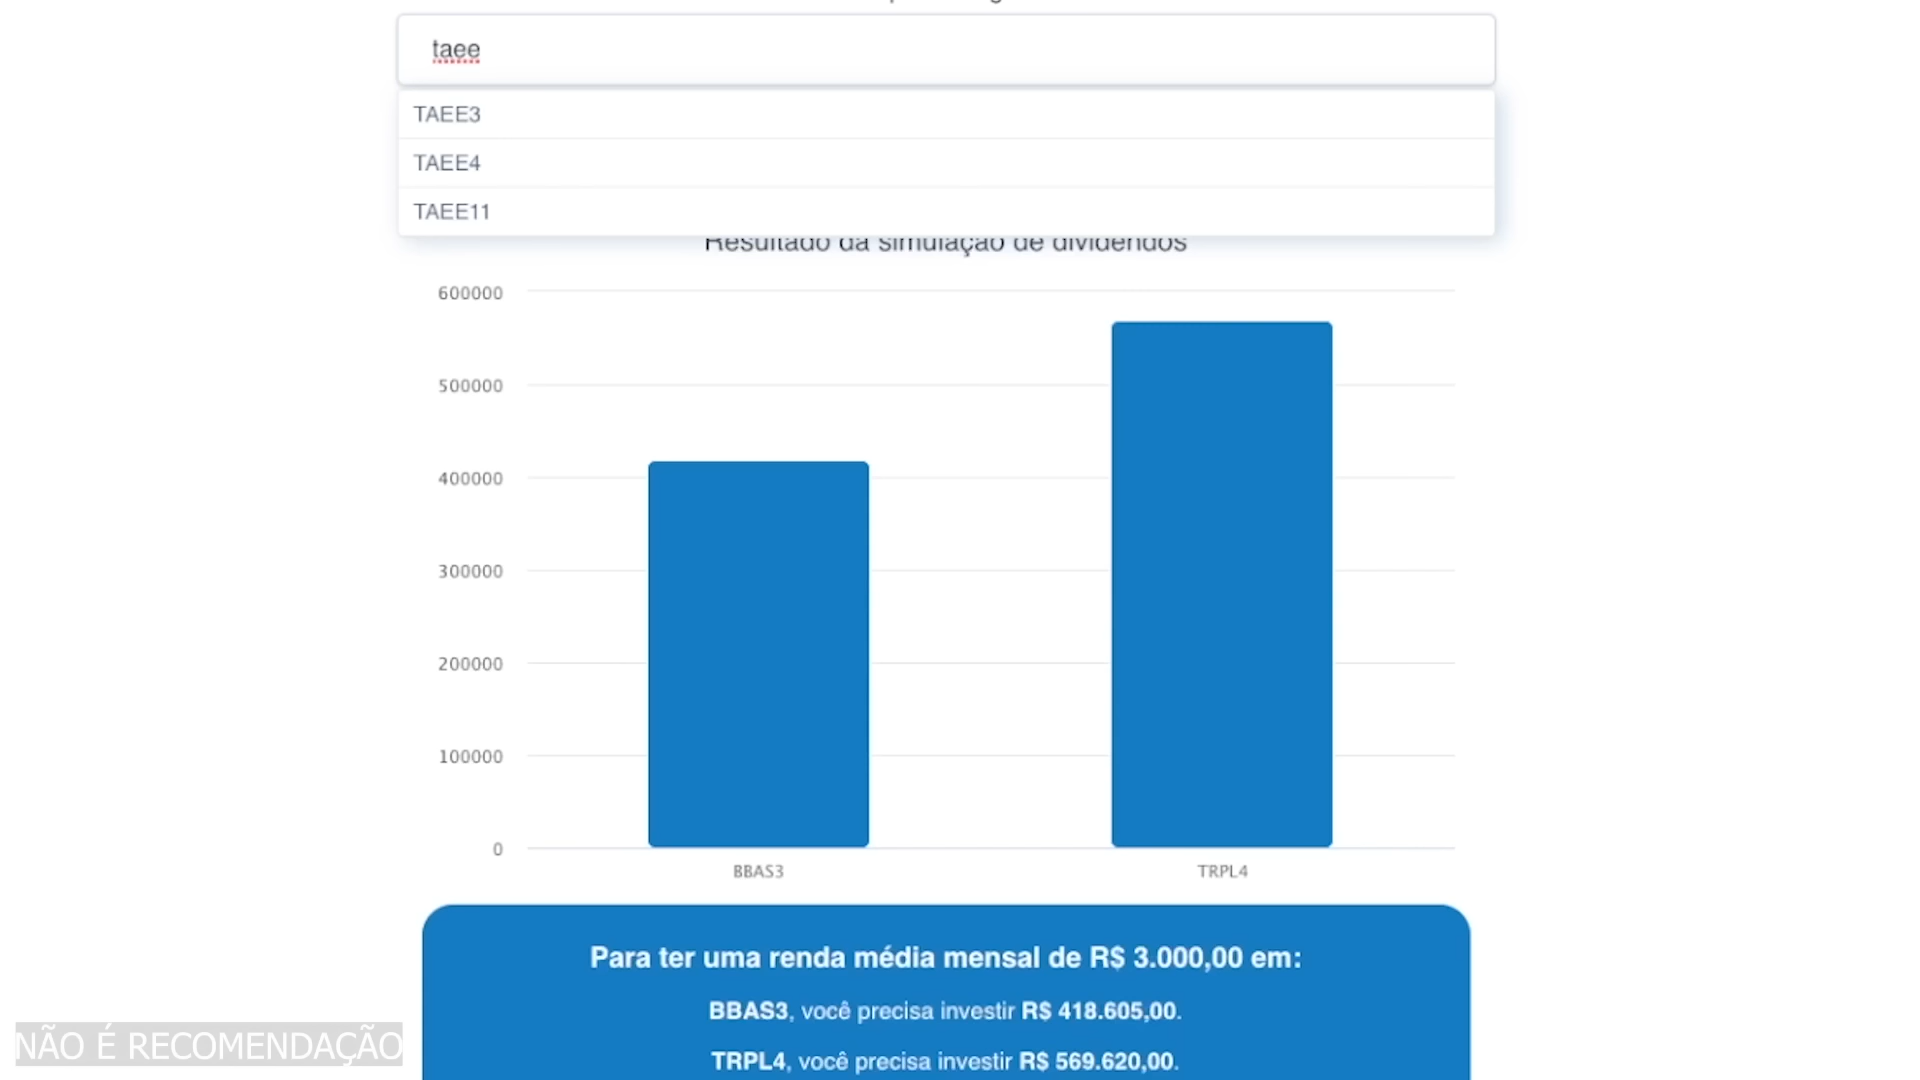 taee
TAEE3
TAEE4
TAEE11
Resultado da simulação de dividendos
600000
500000
400000
300000
200000
100000
0
BBAS3 TRPL4
Para ter uma renda média mensal de R$ 3.000,00 em:
BBAS3, você precisa investir R$ 418.605,00.
TRPL4, você precisa investir R$ 569.620,00.
NÃO É RECOMENDAÇÃO